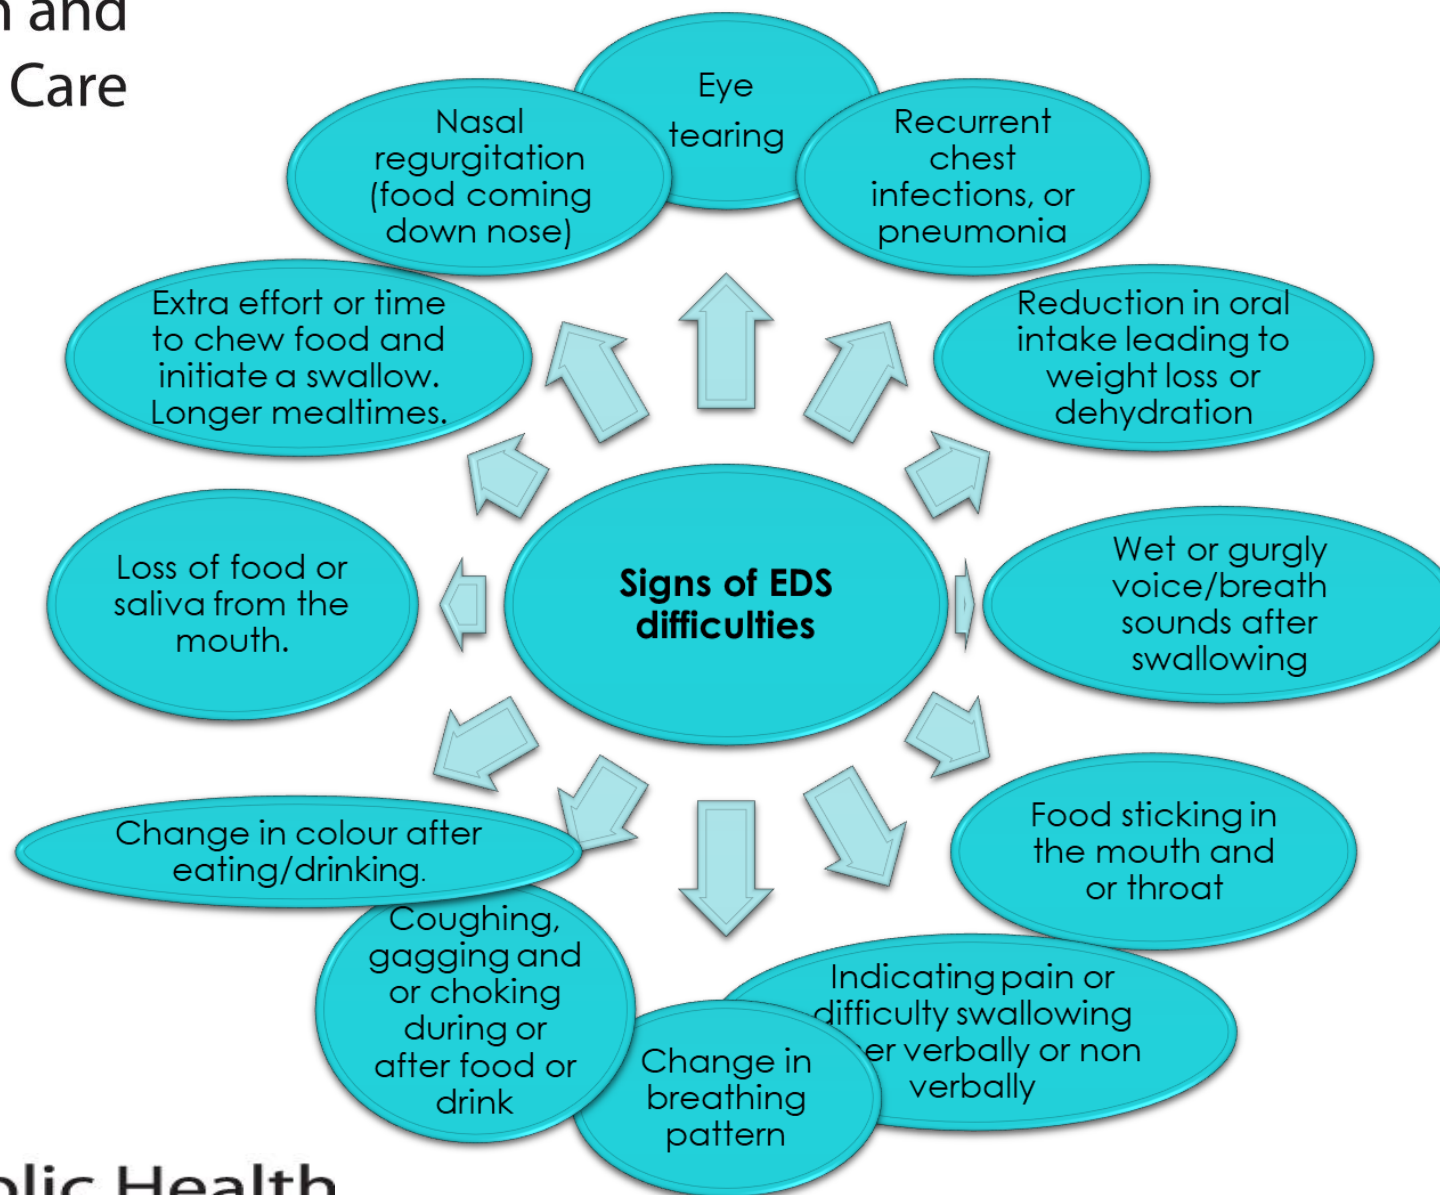 and
Care
Eye
tearing
Nasal
regurgitation
(food coming
down nose)
Recurrent
chest
infections, or
pneumonia
Extra effort or time
to chew food and
initiate a swallow.
Longer mealtimes.
Reduction in oral
intake leading to
weight loss or
dehydration
Loss of food or
saliva from the
mouth.
Signs of EDS
difficulties
Wet or gurgly
voice/breath
sounds after
swallowing
Change in colour after
eating/drinking.
Food sticking in
the mouth and
or throat
Coughing,
gagging and
or choking
during or
after food or
drink
Change in
breathing
pattern
Indicating pain or
difficulty swallowing
verbally or non
verbally
Health